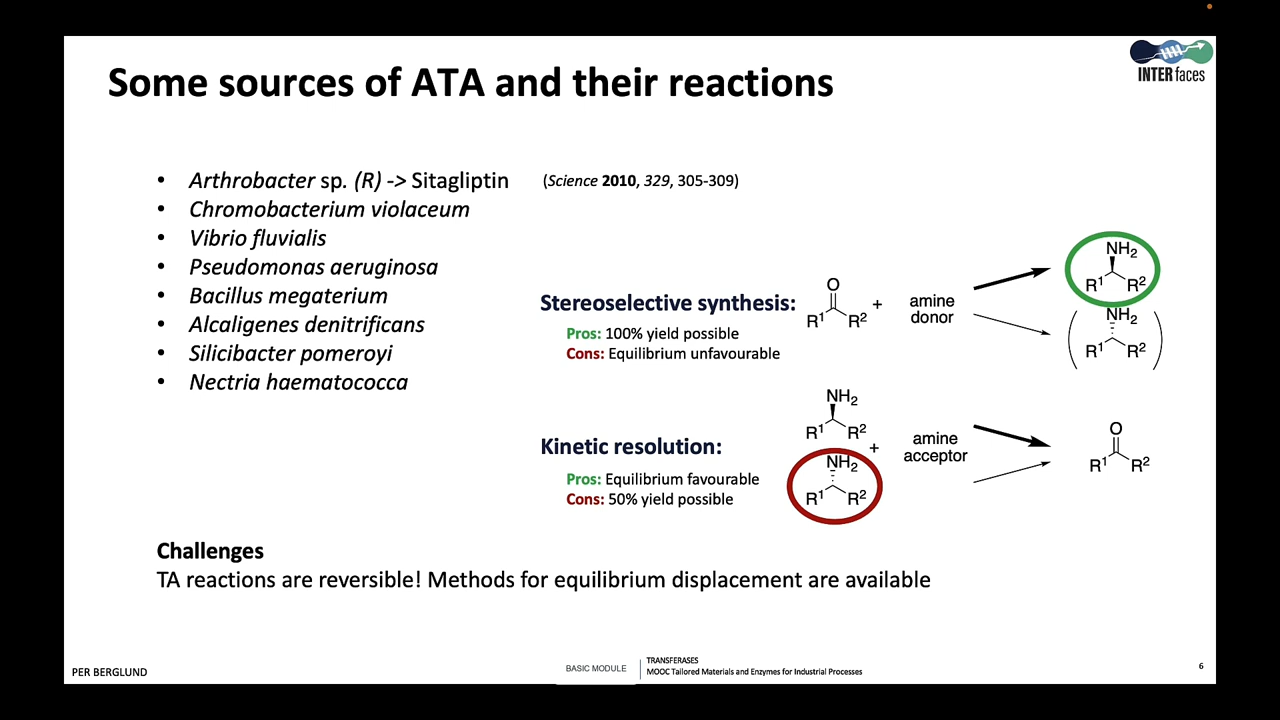 INTERfaces
Some sources of ATA and their reactions
• Arthrobacter sp. (R) -> Sitagliptin (Science 2010, 329, 305-309)
• Chromobacterium violaceum
• Vibrio fluvialis
• Pseudomonas aeruginosa
• Bacillus megaterium
• Alcaligenes denitrificans
• Silicibacter pomeroyi
• Nectria haematococca
Stereoselective synthesis:
Pros: 100% yield possible
Cons: Equilibrium unfavourable
O
R¹ R²
+
amine
donor
NH₂
R¹ R²
(NH₂
R¹ R²)
Kinetic resolution:
Pros: Equilibrium favourable
Cons: 50% yield possible
NH₂
R¹ R²
+
NH₂
R¹ R²
amine
acceptor
O
R¹ R²
Challenges
TA reactions are reversible! Methods for equilibrium displacement are available
PER BERGLUND
BASIC MODULE
TRANSFERASES
MOOC Tailored Materials and Enzymes for Industrial Processes
6